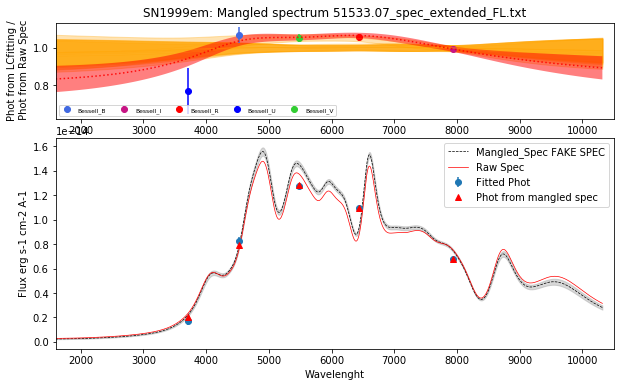 SN1999em: Mangled spectrum 51533.07_spec_extended_FL.txt
Phot from LCfitting /
Phot from Raw Spec
1.0
0.8
Bessell_B
Bessell_I
Bessell_R
Bessell_U
Bessell_V
2000 3000 4000 5000 6000 7000 8000 9000 10000
1e−14
Flux erg s-1 cm-2 A-1
1.6
1.4
1.2
1.0
0.8
0.6
0.4
0.2
0.0
Mangled_Spec FAKE SPEC
Raw Spec
Fitted Phot
Phot from mangled spec
2000 3000 4000 5000 6000 7000 8000 9000 10000
Wavelenght